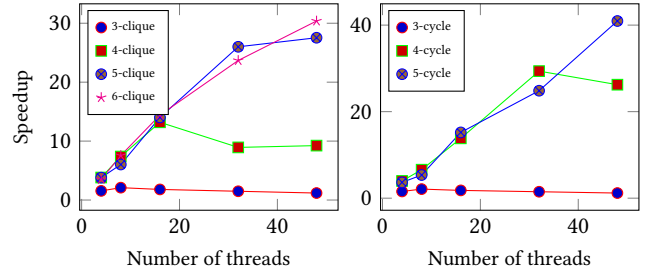 Speedup
30
20
10
0
3-clique
4-clique
5-clique
6-clique
0
20
40
Number of threads
40
20
0
3-cycle
4-cycle
5-cycle
0
20
40
Number of threads